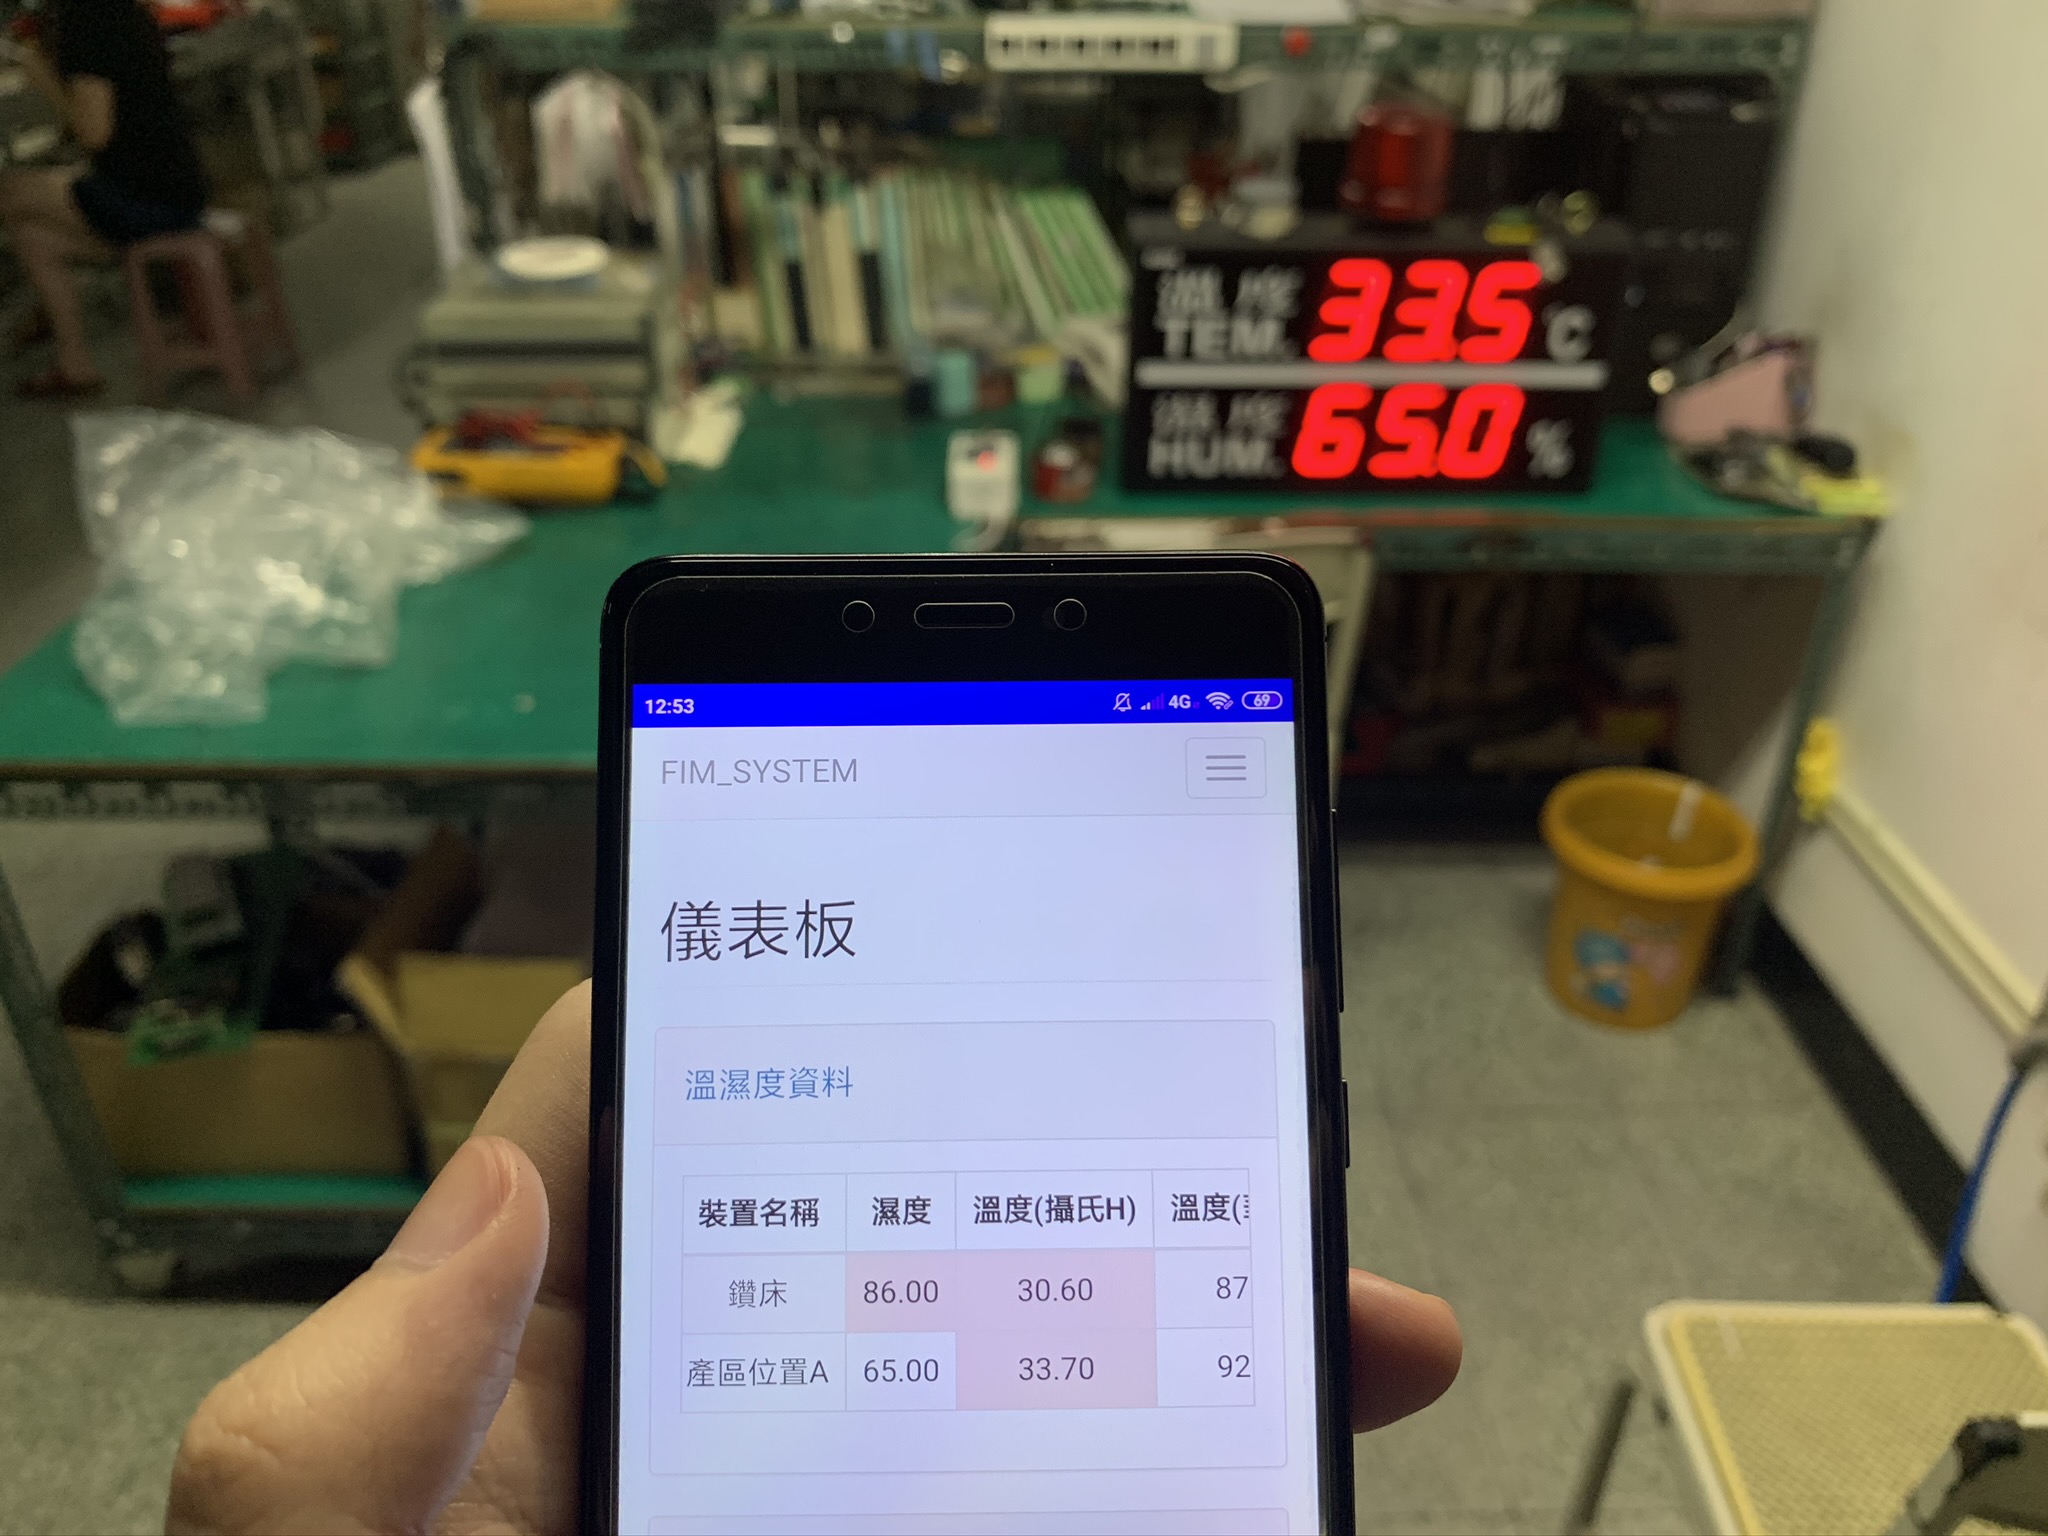 溫度 33.5 °C
TEM.
濕度 65.0 %
HUM.
12:53 4G 69
FIM_SYSTEM
儀表板
溫濕度資料
裝置名稱 濕度 溫度(攝氏H) 溫度(
鑽床 86.00 30.60 87
產區位置A 65.00 33.70 92